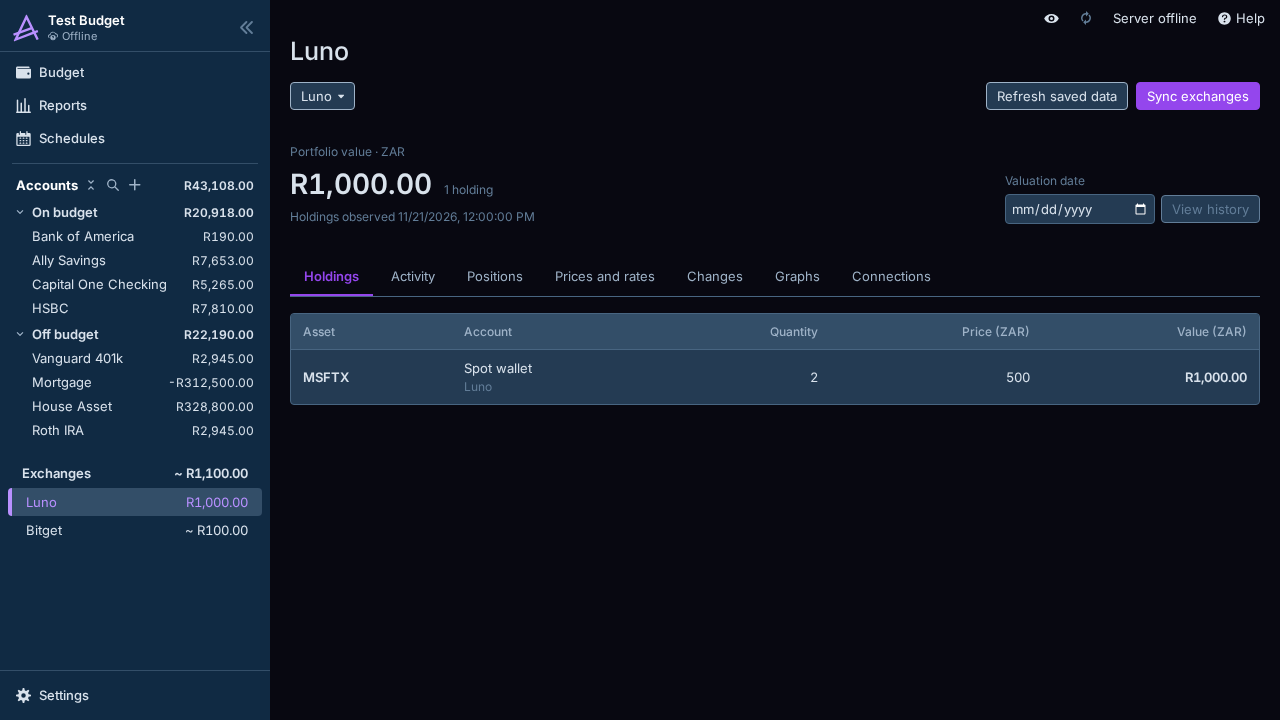 Test Budget
Offline
Server offline
Help
Budget
Reports
Schedules
Accounts R43,108.00
On budget R20,918.00
Bank of America R190.00
Ally Savings R7,653.00
Capital One Checking R5,265.00
HSBC R7,810.00
Off budget R22,190.00
Vanguard 401k R2,945.00
Mortgage -R312,500.00
House Asset R328,800.00
Roth IRA R2,945.00
Exchanges ~ R1,100.00
Luno R1,000.00
Bitget ~ R100.00
Settings
Luno
Luno
Refresh saved data
Sync exchanges
Portfolio value · ZAR
R1,000.00 1 holding
Holdings observed 11/21/2026, 12:00:00 PM
Valuation date
mm/dd/yyyy
View history
Holdings Activity Positions Prices and rates Changes Graphs Connections
Asset Account Quantity Price (ZAR) Value (ZAR)
MSFTX Spot wallet 2 500 R1,000.00
Luno